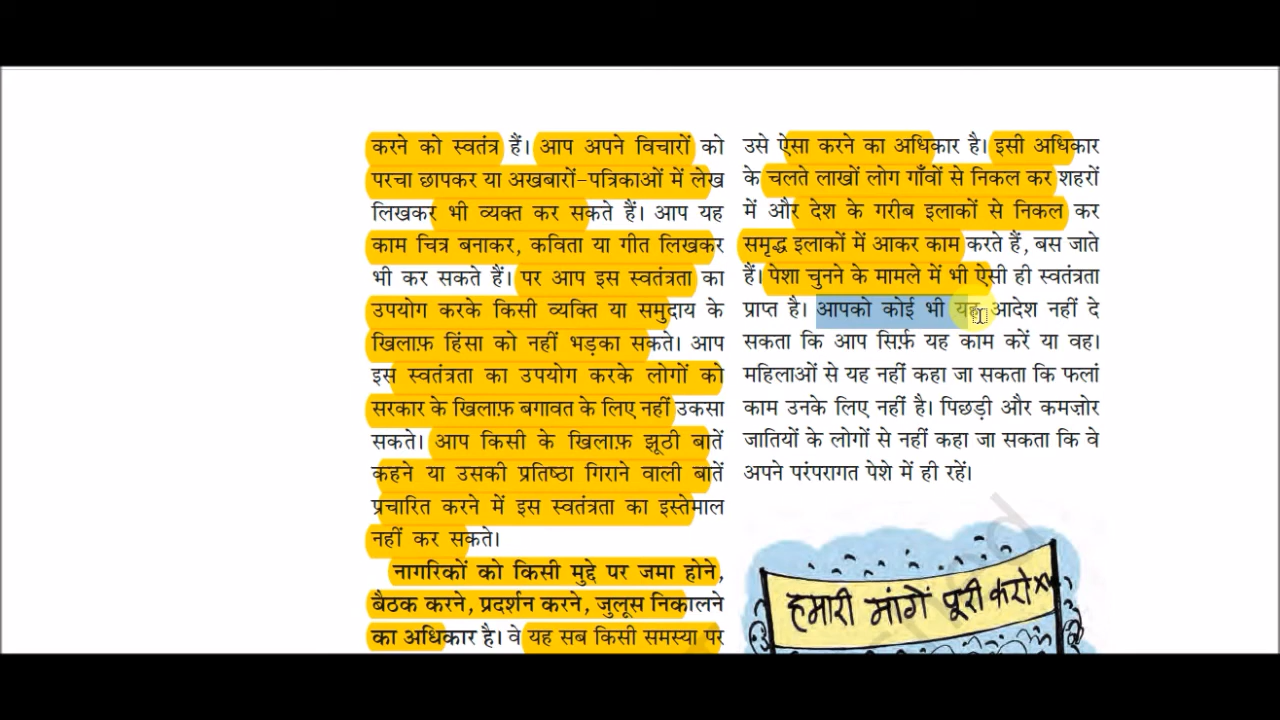 करने को स्वतंत्र हैं। आप अपने विचारों को
परचा छापकर या अखबारों-पत्रिकाओं में लेख
लिखकर भी व्यक्त कर सकते हैं। आप यह
काम चित्र बनाकर, कविता या गीत लिखकर
भी कर सकते हैं। पर आप इस स्वतंत्रता का
उपयोग करके किसी व्यक्ति या समुदाय के
खिलाफ़ हिंसा को नहीं भड़का सकते। आप
इस स्वतंत्रता का उपयोग करके लोगों को
सरकार के खिलाफ़ बगावत के लिए नहीं उकसा
सकते। आप किसी के खिलाफ़ झूठी बातें
कहने या उसकी प्रतिष्ठा गिराने वाली बातें
प्रचारित करने में इस स्वतंत्रता का इस्तेमाल
नहीं कर सकते।
नागरिकों को किसी मुद्दे पर जमा होने,
बैठक करने, प्रदर्शन करने, जुलूस निकालने
का अधिकार है। वे यह सब किसी समस्या पर
उसे ऐसा करने का अधिकार है। इसी अधिकार
के चलते लाखों लोग गाँवों से निकल कर शहरों
में और देश के गरीब इलाकों से निकल कर
समृद्ध इलाकों में आकर काम करते हैं, बस जाते
हैं। पेशा चुनने के मामले में भी ऐसी ही स्वतंत्रता
प्राप्त है। आपको कोई भी यह आदेश नहीं दे
सकता कि आप सिर्फ़ यह काम करें या वह।
महिलाओं से यह नहीं कहा जा सकता कि फलां
काम उनके लिए नहीं है। पिछड़ी और कमजोर
जातियों के लोगों से नहीं कहा जा सकता कि वे
अपने परंपरागत पेशे में ही रहें।
हमारी मांगें पूरी करो